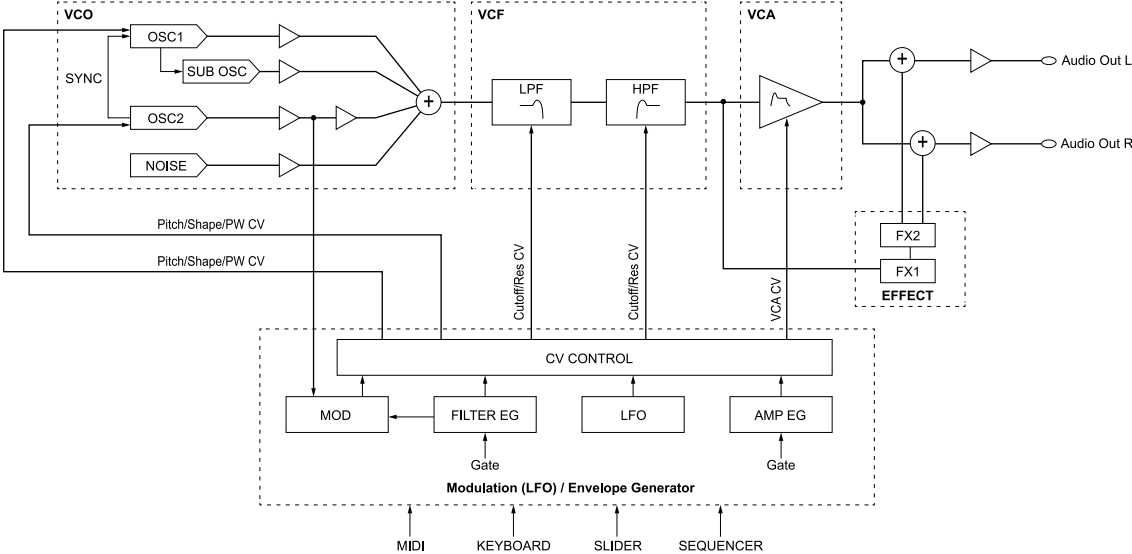 VCO
VCF
VCA
OSC1
SUB OSC
SYNC
OSC2
NOISE
+
LPF
HPF
+
+
Audio Out L
Audio Out R
Pitch/Shape/PW CV
Pitch/Shape/PW CV
Cutoff/Res CV
Cutoff/Res CV
VCA CV
FX2
FX1
EFFECT
CV CONTROL
MOD
FILTER EG
LFO
AMP EG
Gate
Gate
Modulation (LFO) / Envelope Generator
MIDI
KEYBOARD
SLIDER
SEQUENCER